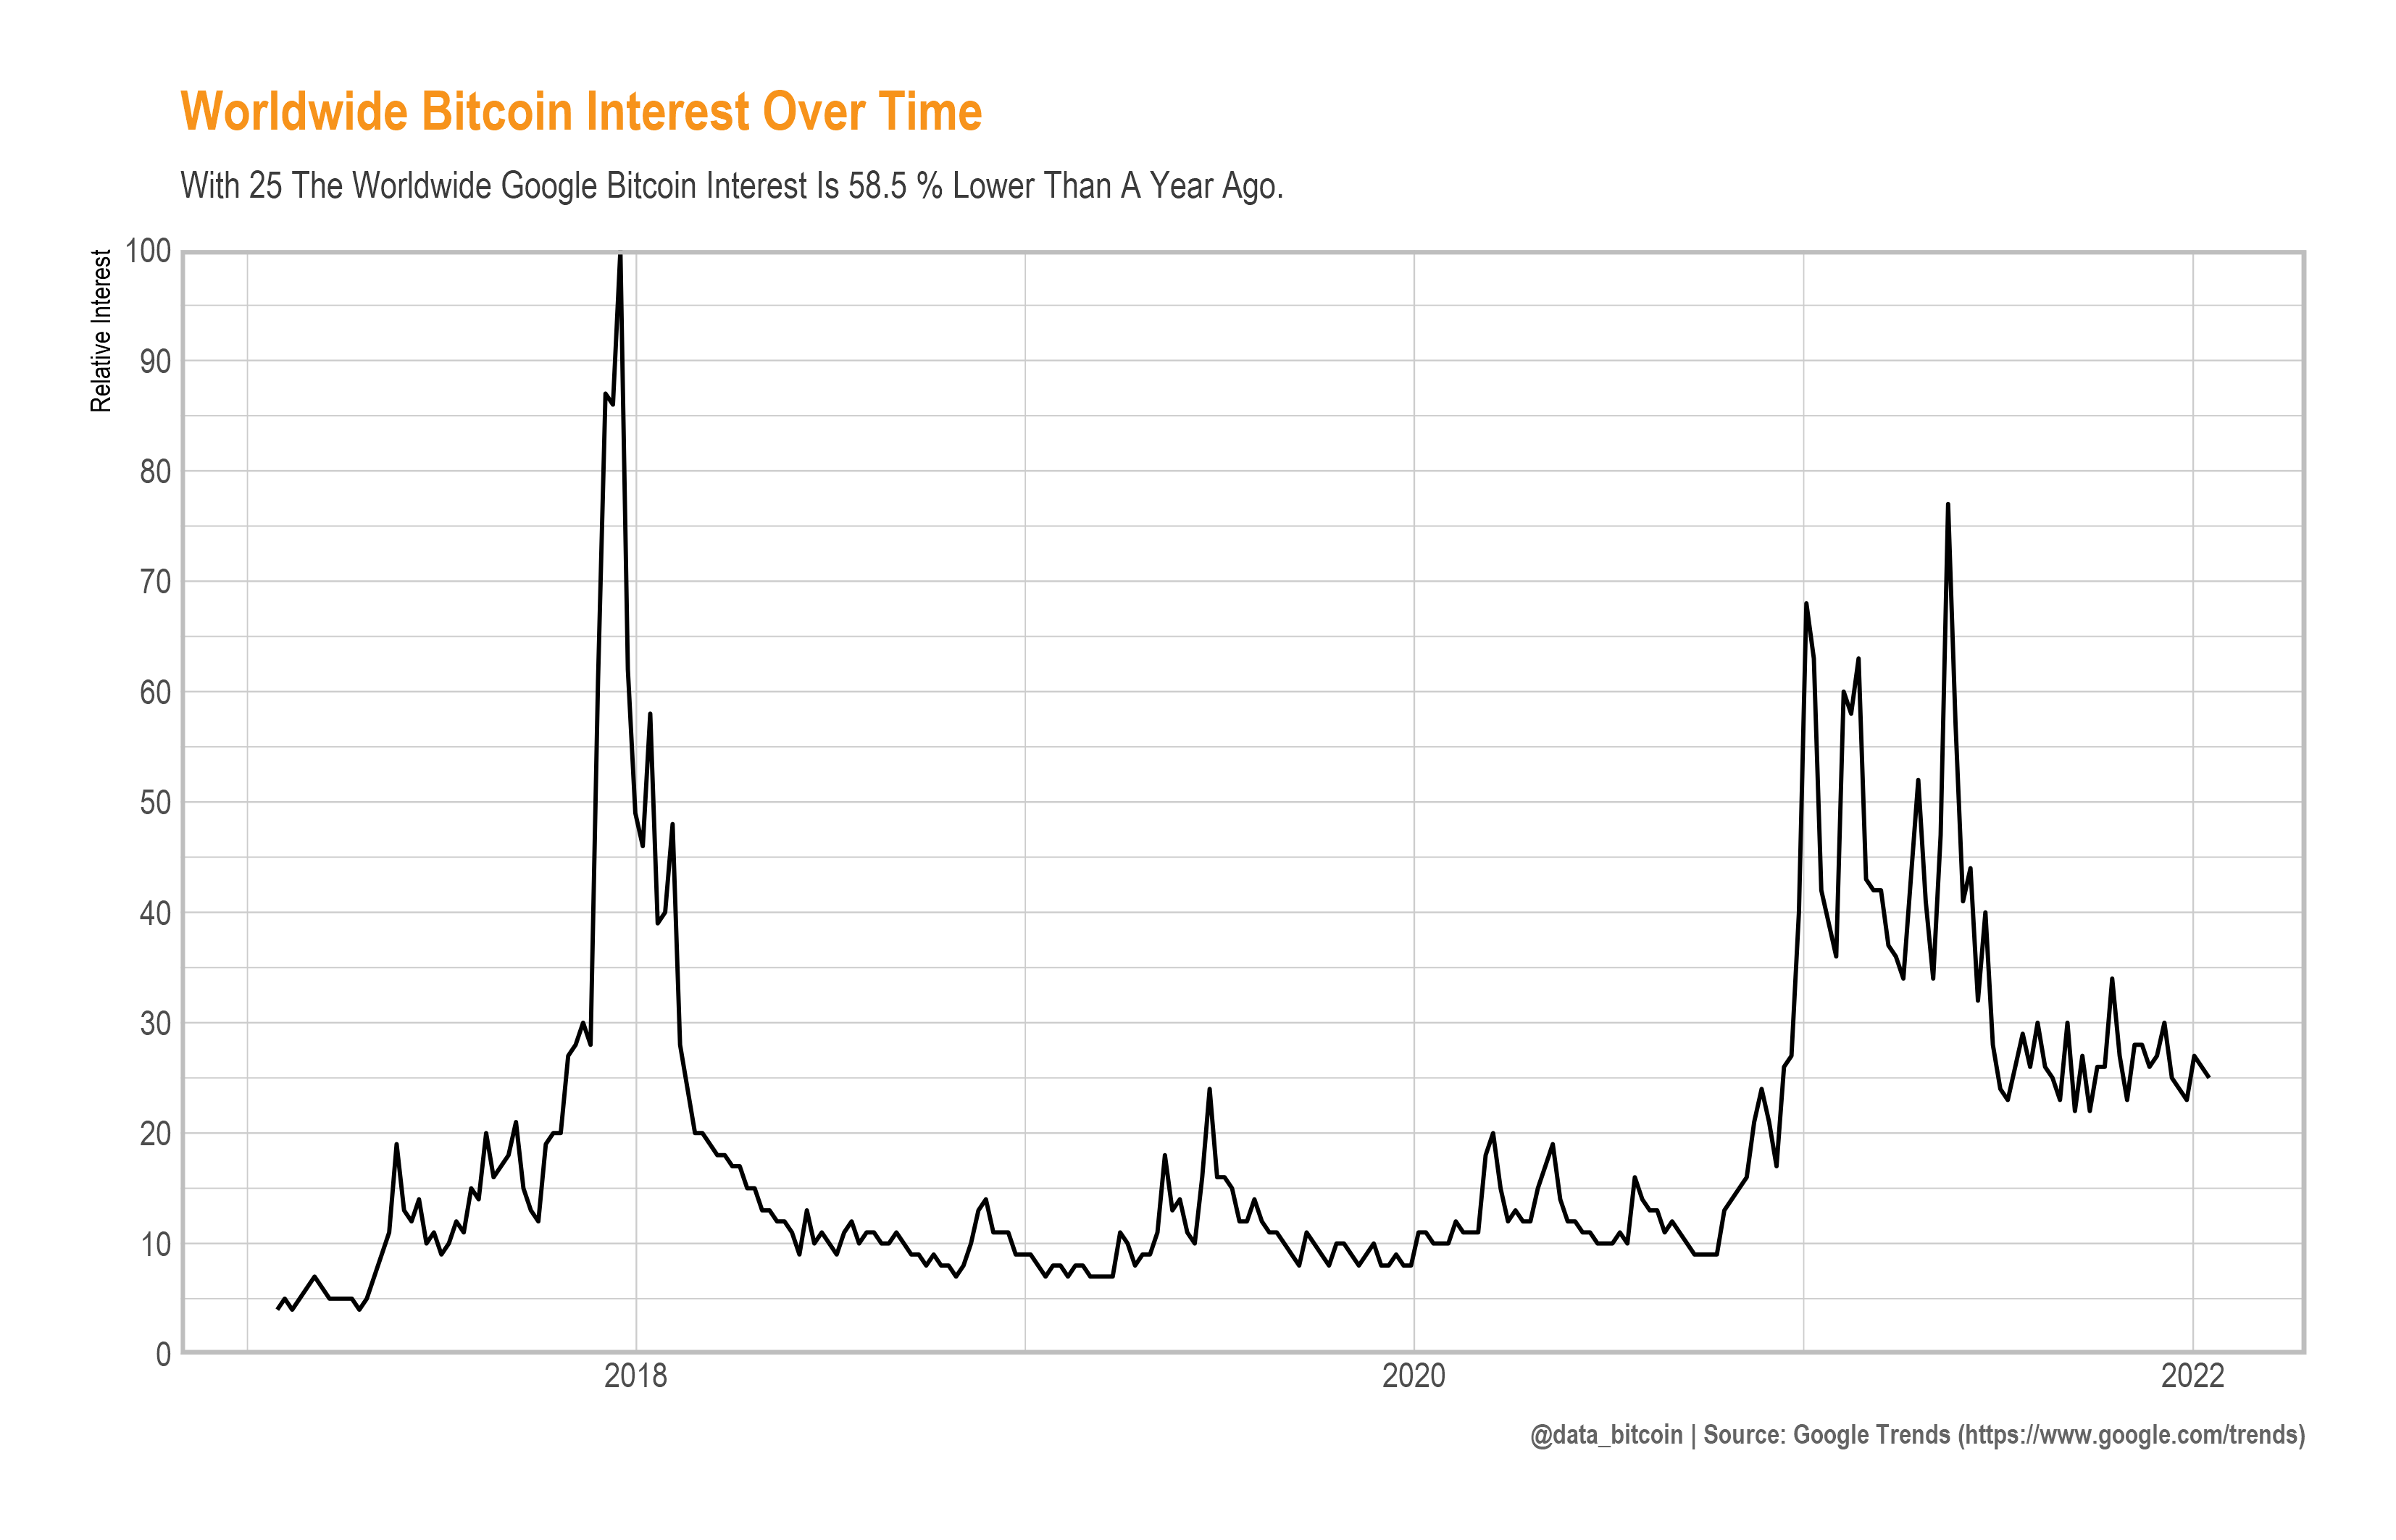 Worldwide Bitcoin Interest Over Time
With 25 The Worldwide Google Bitcoin Interest Is 58.5 % Lower Than A Year Ago.
Relative Interest
100
90
80
70
60
50
40
30
20
10
0
2018 2020 2022
@data_bitcoin | Source: Google Trends (https://www.google.com/trends)